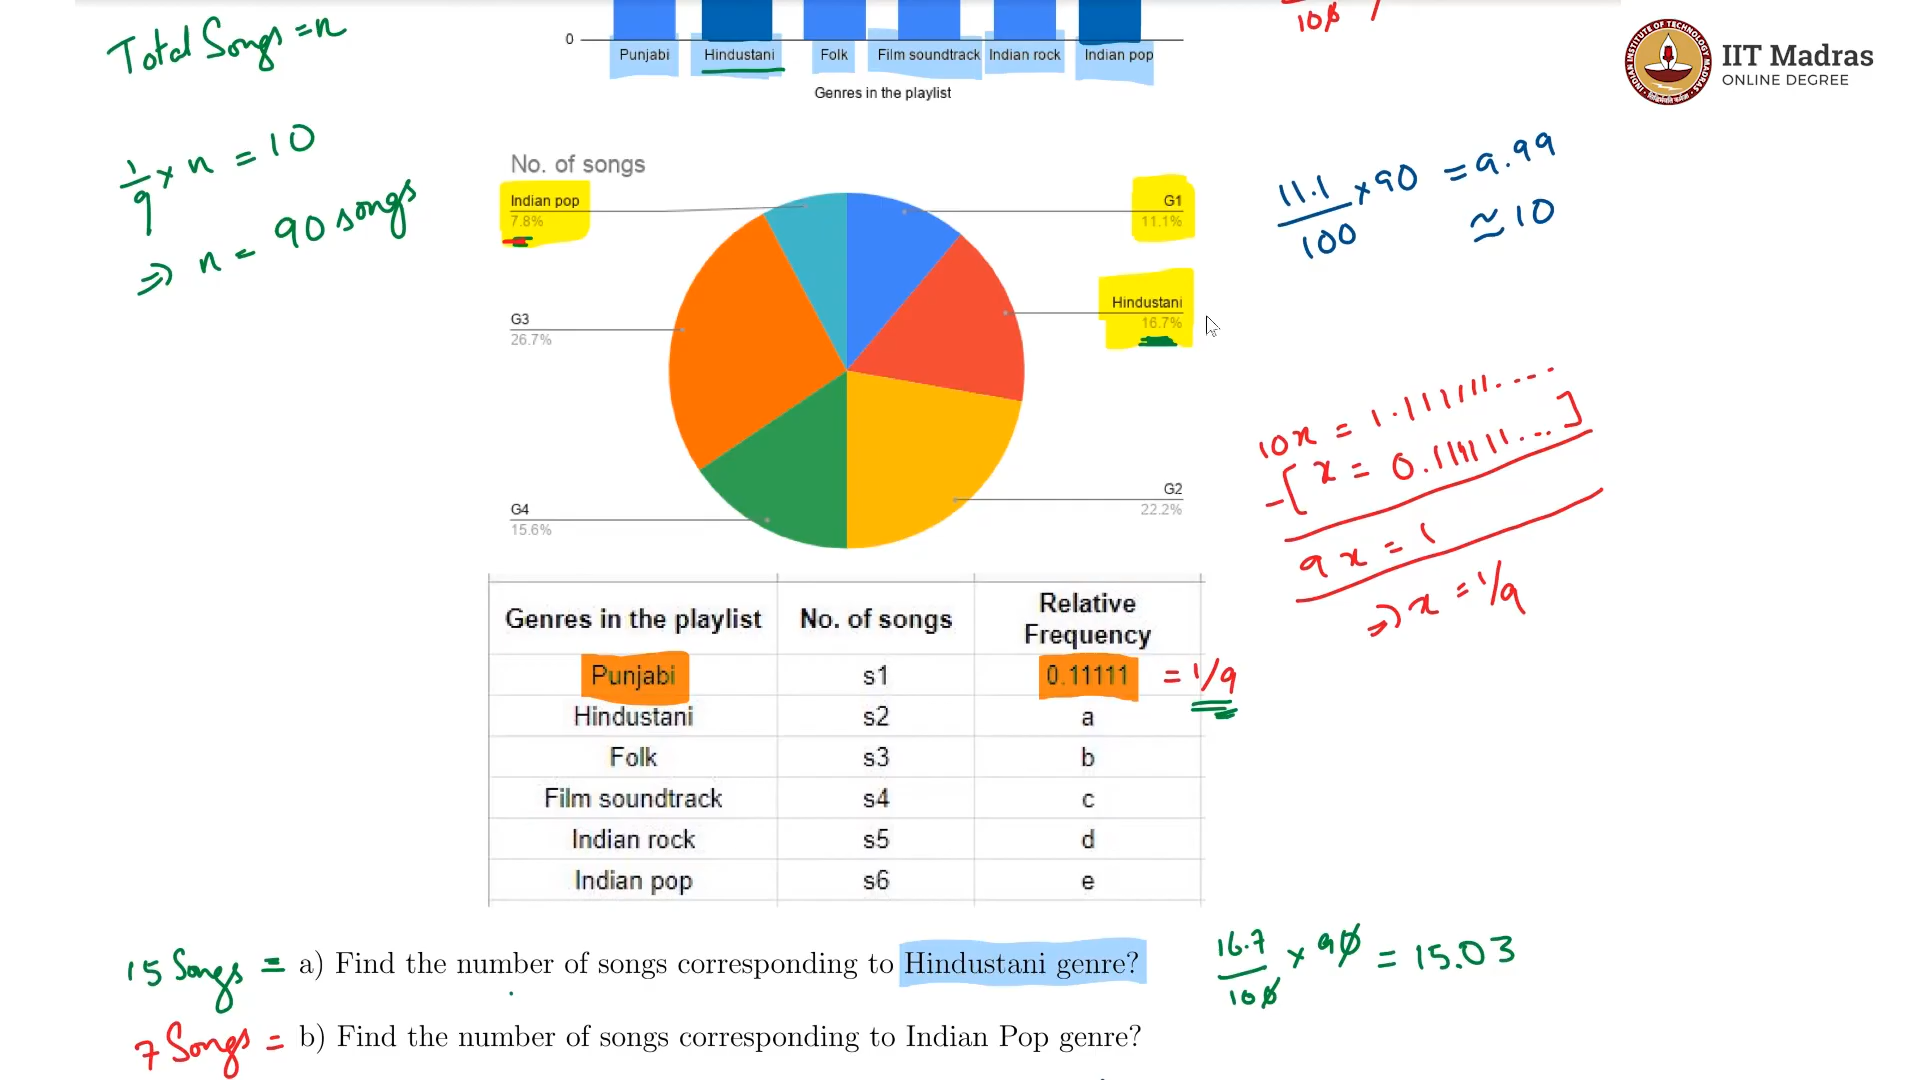 Total Songs = n
100
IIT Madras
ONLINE DEGREE
0
Punjabi Hindustani Folk Film soundtrack Indian rock Indian pop
Genres in the playlist
1/9 × n = 10
⇒ n = 90 songs
No. of songs
Indian pop
7.8%
G1
11.1%
Hindustani
16.7%
G3
26.7%
G2
22.2%
G4
15.6%
11.1/100 × 90 = 9.99
≈ 10
10x = 1.111111....
-[ x = 0.111111... ]
9x = 1
⇒ x = 1/9
Genres in the playlist No. of songs Relative Frequency
Punjabi s1 0.11111 = 1/9
Hindustani s2 a
Folk s3 b
Film soundtrack s4 c
Indian rock s5 d
Indian pop s6 e
15 Songs = a) Find the number of songs corresponding to Hindustani genre?
16.7/100 × 90 = 15.03
7 Songs = b) Find the number of songs corresponding to Indian Pop genre?